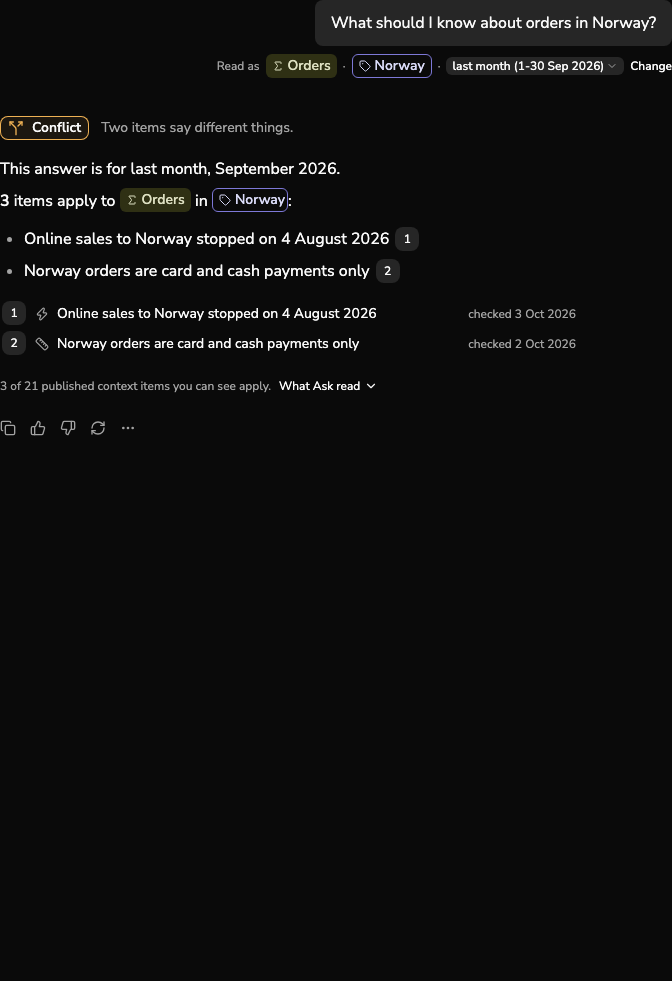 What should I know about orders in Norway?
Read as Σ Orders · Norway · last month (1-30 Sep 2026) Change
Conflict Two items say different things.
This answer is for last month, September 2026.
3 items apply to Σ Orders in Norway:
• Online sales to Norway stopped on 4 August 2026 1
• Norway orders are card and cash payments only 2
1 Online sales to Norway stopped on 4 August 2026 checked 3 Oct 2026
2 Norway orders are card and cash payments only checked 2 Oct 2026
3 of 21 published context items you can see apply. What Ask read